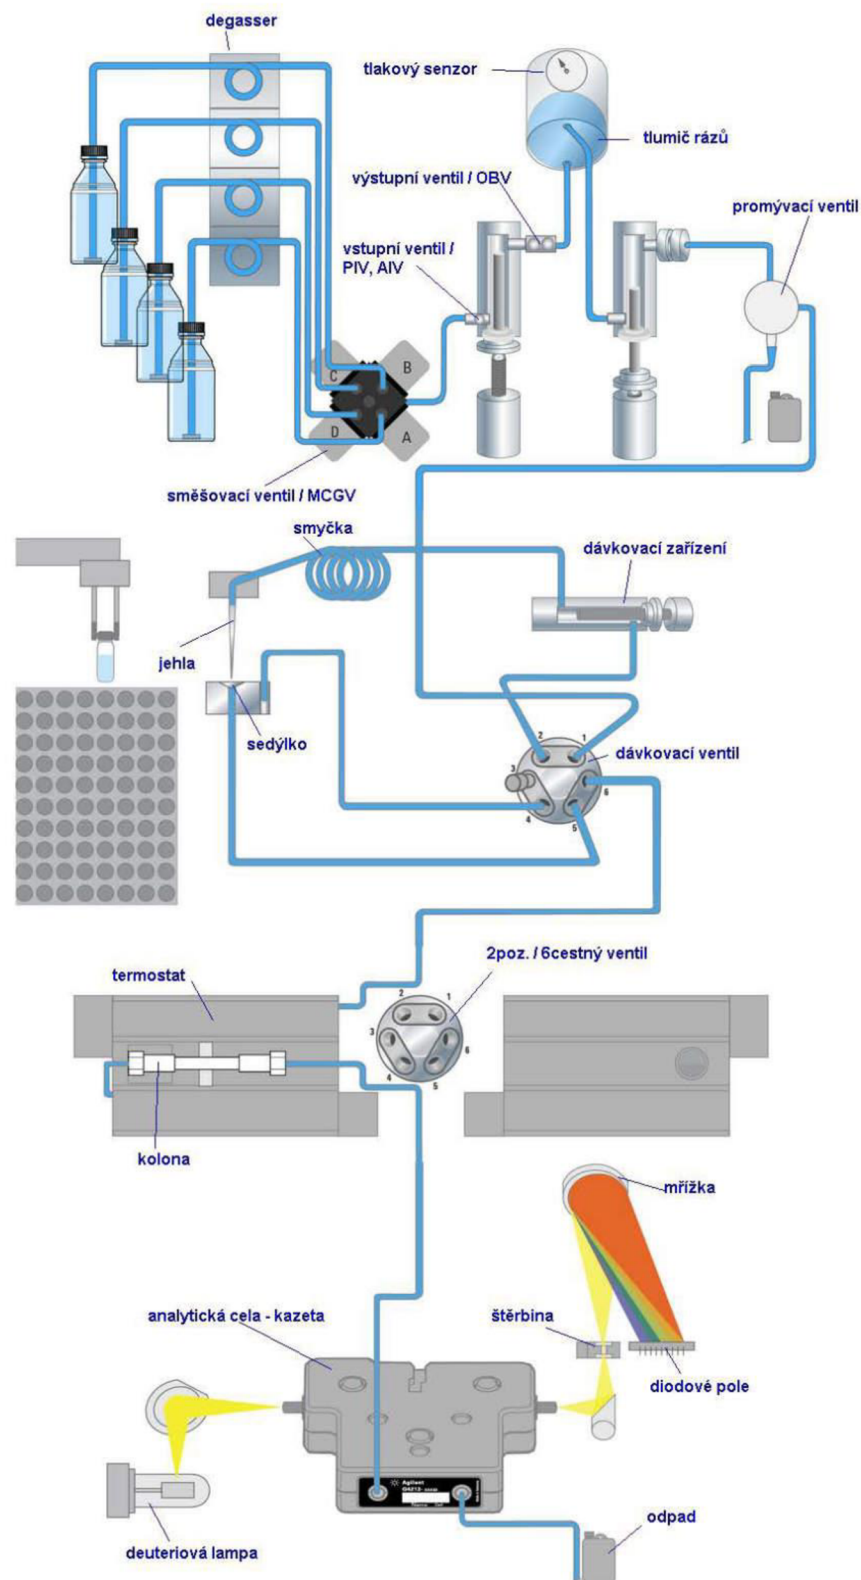 degasser
tlakový senzor
tlumič rázů
výstupní ventil / OBV
promývací ventil
vstupní ventil /
PIV, AIV
C
B
D
A
směšovací ventil / MCGV
smyčka
dávkovací zařízení
jehla
sedýlko
2
1
dávkovací ventil
3
6
4
5
2poz. / 6cestný ventil
termostat
2
1
3
6
4
5
kolona
mřížka
analytická cela - kazeta
štěrbina
diodové pole
Agilent
G4212-
odpad
deuteriová lampa